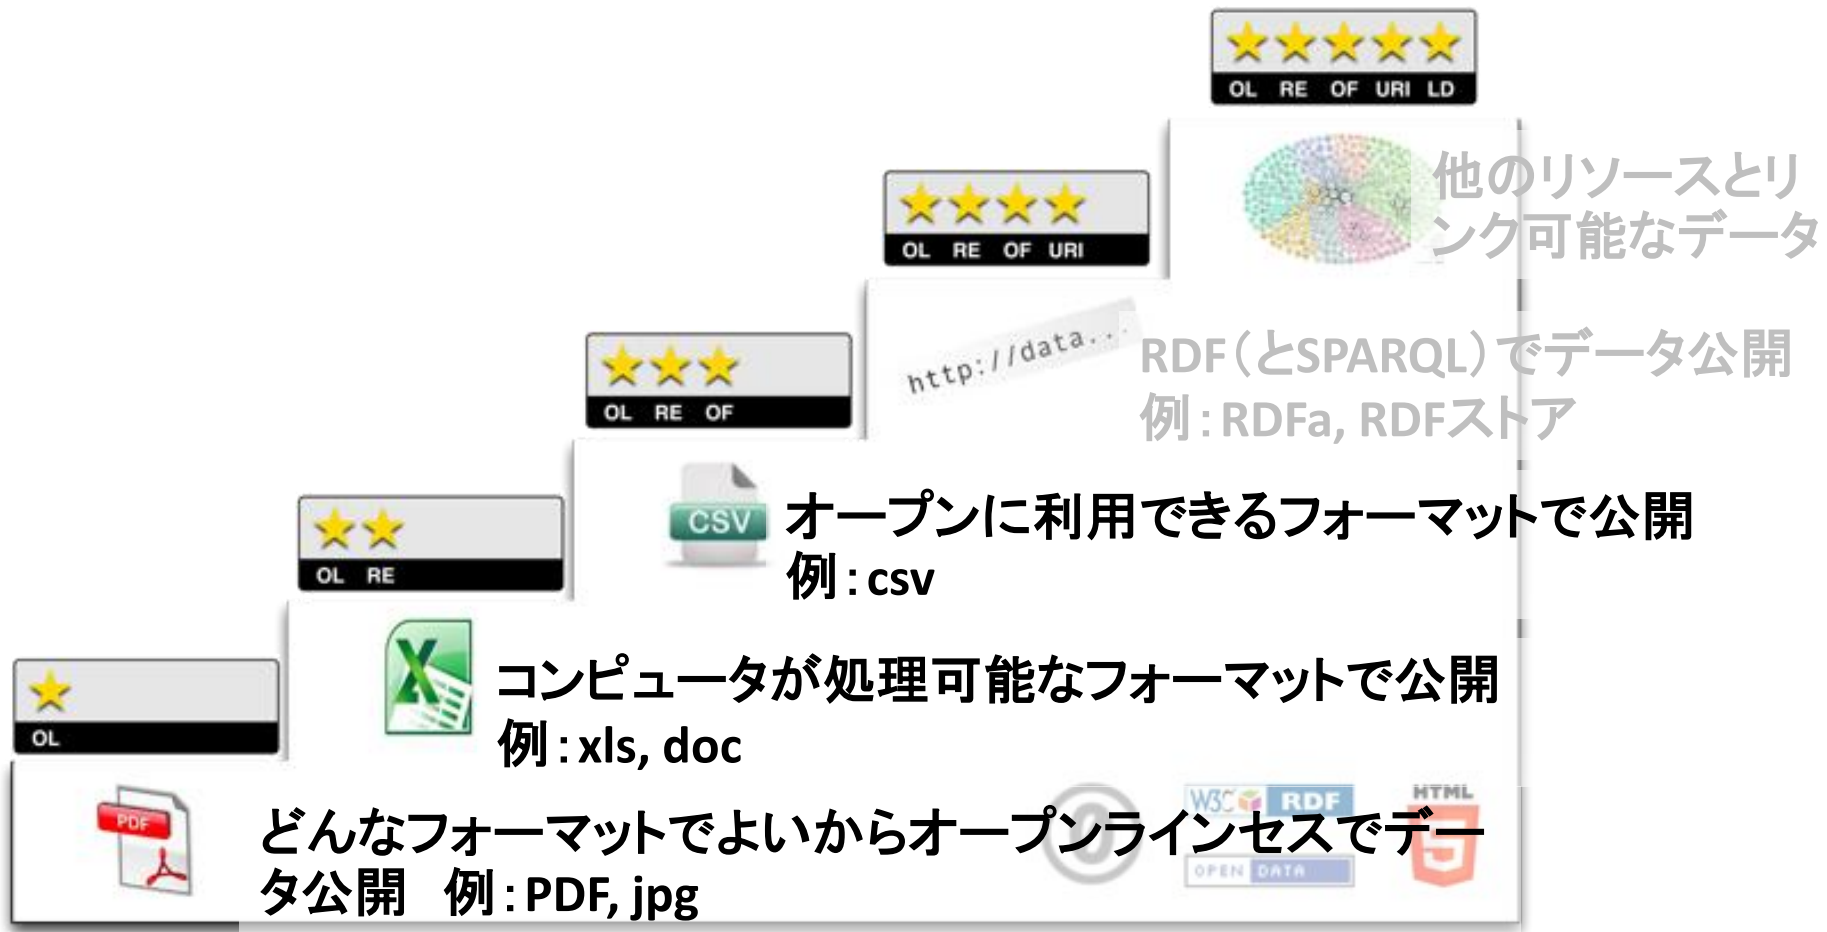 OL RE OF URI LD
他のリソースとリ
ンク可能なデータ
OL RE OF URI
http://data...
RDF（とSPARQL）でデータ公開
例：RDFa, RDFストア
OL RE OF
CSV
オープンに利用できるフォーマットで公開
例：csv
OL RE
コンピュータが処理可能なフォーマットで公開
例：xls, doc
OL
PDF
どんなフォーマットでよいからオープンラインセスでデー
タ公開　例：PDF, jpg
W3C RDF
OPEN DATA
HTML
5